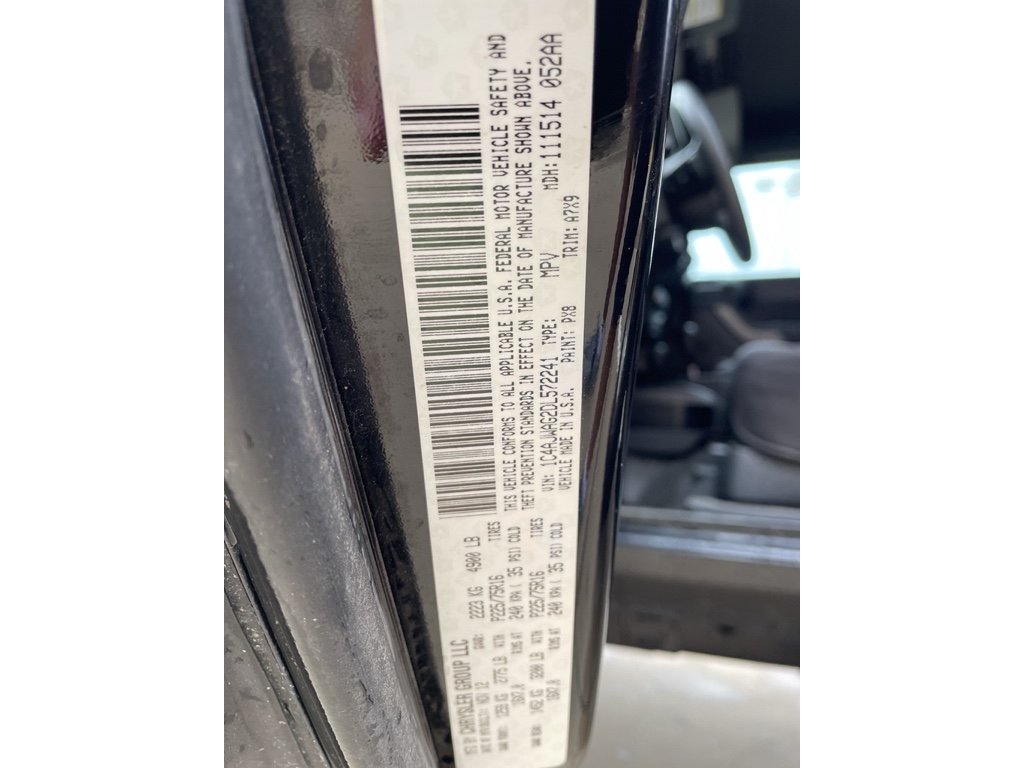 MFD BY CHRYSLER GROUP LLC
DATE OF MFR NOV 12 GVWR: 2223 KG 4900 LB
GAWR FRONT: 1259 KG 2775 LB WITH P225/75R16 TIRES
16X7.0 RIMS AT 240 KPA ( 35 PSI) COLD
GAWR REAR: 1452 KG 3200 LB WITH P225/75R16 TIRES
16X7.0 RIMS AT 240 KPA ( 35 PSI) COLD
THIS VEHICLE CONFORMS TO ALL APPLICABLE U.S.A. FEDERAL MOTOR VEHICLE SAFETY AND
THEFT PREVENTION STANDARDS IN EFFECT ON THE DATE OF MANUFACTURE SHOWN ABOVE.
VIN: 1C4AJWAG2DL572241 TYPE: MPV MDH:111514 052AA
VEHICLE MADE IN U.S.A. PAINT: PX8 TRIM: A7X9